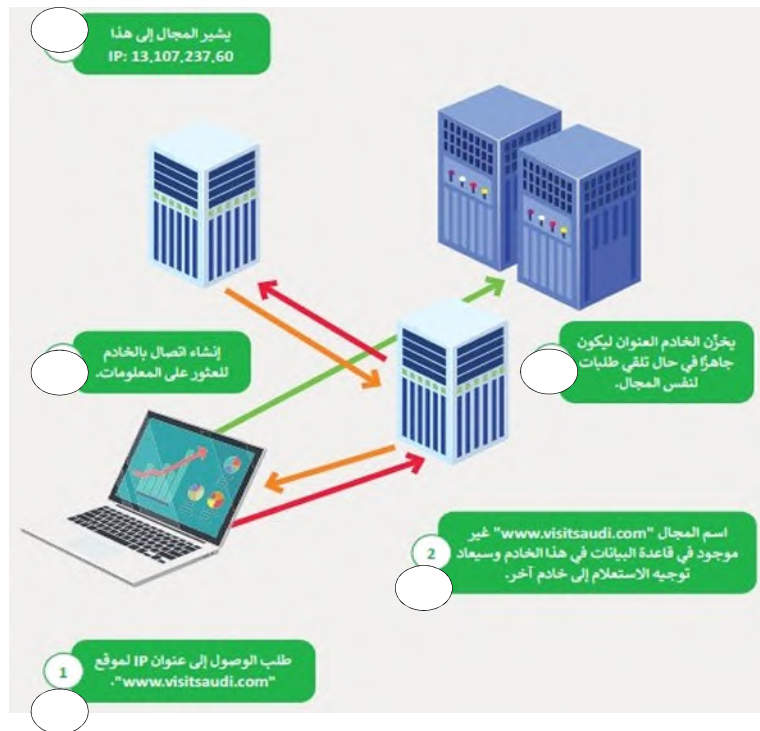 يشير المجال إلى هذا
IP: 13,107,237,60
إنشاء اتصال بالخادم
للعثور على المعلومات.
يخزّن الخادم العنوان ليكون
جاهزًا في حال تلقي طلبات
لنفس المجال.
اسم المجال "www.visitsaudi.com" غير
موجود في قاعدة البيانات في هذا الخادم وسيعاد
توجيه الاستعلام إلى خادم آخر.
2
طلب الوصول إلى عنوان IP لموقع
"www.visitsaudi.com".
1